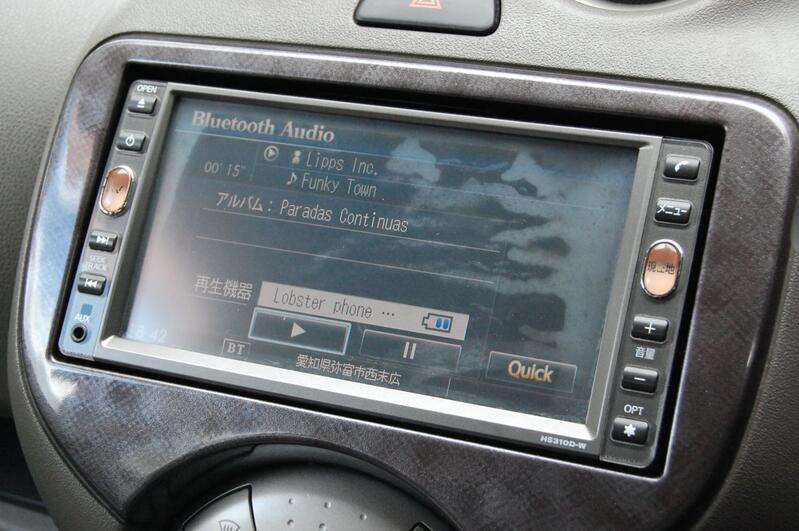 OPEN
Bluetooth Audio
Lipps Inc.
00'15"
Funky Town
アルバム : Paradas Continuas
メニュー
現在地
SEEK
TRACK
再生機器
Lobster phone …
AUX
BT
愛知県弥富市西末広
Quick
+
音量
−
OPT
HS310D-W